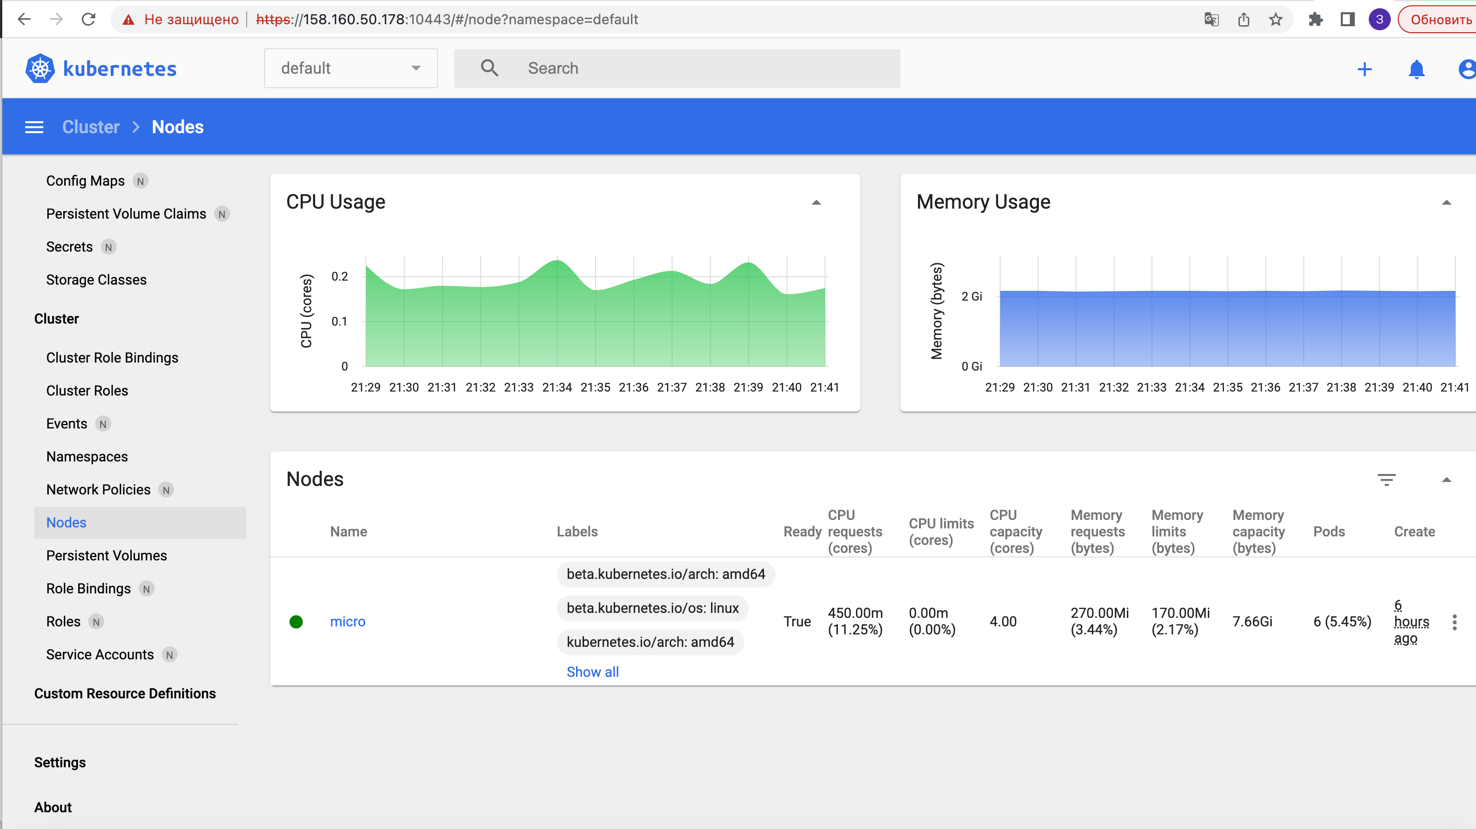 Не защищено
https://158.160.50.178:10443/#/node?namespace=default
З
Обновить
kubernetes
default
Search
Cluster
Nodes
Config Maps N
Persistent Volume Claims N
Secrets N
Storage Classes
Cluster
Cluster Role Bindings
Cluster Roles
Events N
Namespaces
Network Policies N
Nodes
Persistent Volumes
Role Bindings N
Roles N
Service Accounts N
Custom Resource Definitions
Settings
About
CPU Usage
CPU (cores)
0.2
0.1
0
21:29 21:30 21:31 21:32 21:33 21:34 21:35 21:36 21:37 21:38 21:39 21:40 21:41
Memory Usage
Memory (bytes)
2 Gi
0 Gi
21:29 21:30 21:31 21:32 21:33 21:34 21:35 21:36 21:37 21:38 21:39 21:40 21:41
Nodes
Name
Labels
Ready
CPU
requests
(cores)
CPU limits
(cores)
CPU
capacity
(cores)
Memory
requests
(bytes)
Memory
limits
(bytes)
Memory
capacity
(bytes)
Pods
Create
micro
beta.kubernetes.io/arch: amd64
beta.kubernetes.io/os: linux
kubernetes.io/arch: amd64
Show all
True
450.00m
(11.25%)
0.00m
(0.00%)
4.00
270.00Mi
(3.44%)
170.00Mi
(2.17%)
7.66Gi
6 (5.45%)
6
hours
ago